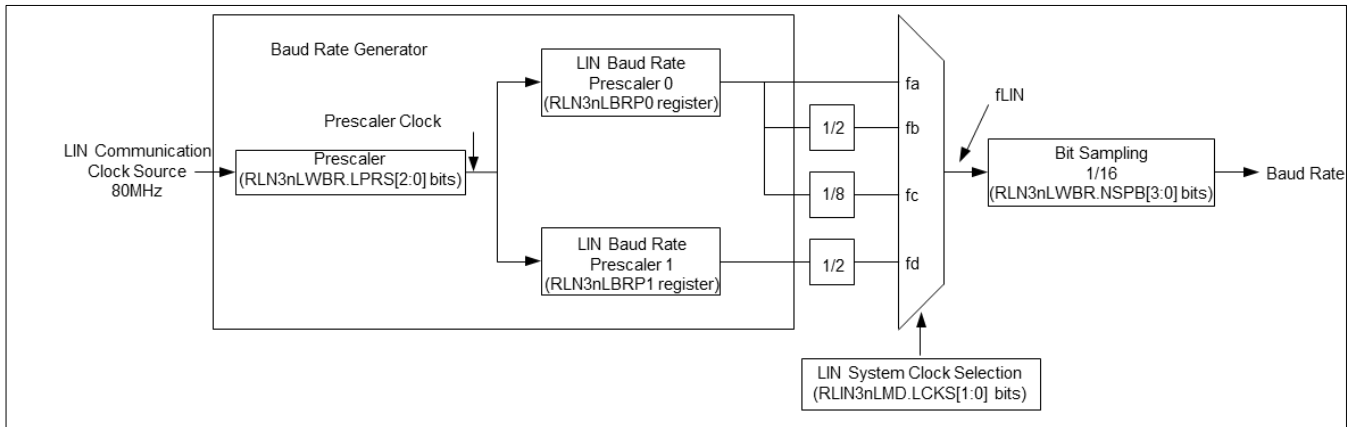 Baud Rate Generator
LIN Baud Rate
Prescaler 0
(RLN3nLBRP0 register)
fa
fLIN
Prescaler Clock
1/2
fb
LIN Communication
Clock Source
80MHz
Prescaler
(RLN3nLWBR.LPRS[2:0] bits)
Bit Sampling
1/16
(RLN3nLWBR.NSPB[3:0] bits)
Baud Rate
1/8
fc
LIN Baud Rate
Prescaler 1
(RLN3nLBRP1 register)
1/2
fd
LIN System Clock Selection
(RLIN3nLMD.LCKS[1:0] bits)